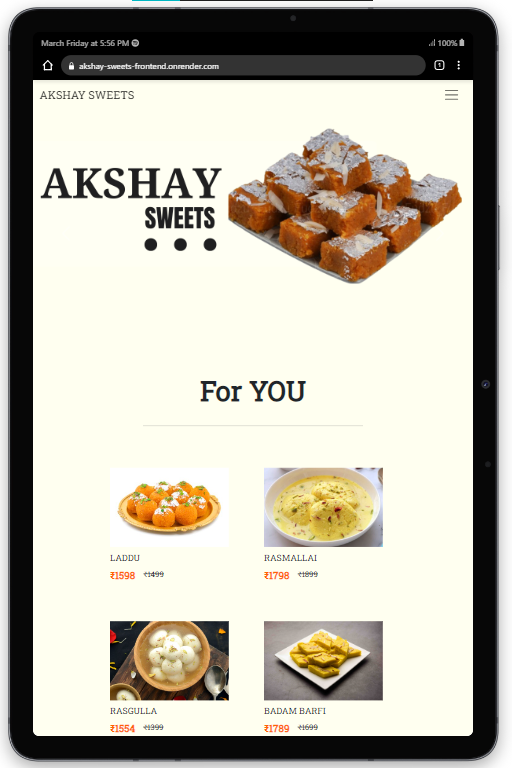 March Friday at 5:56 PM
100%
akshay-sweets-frontend.onrender.com
1
AKSHAY SWEETS
AKSHAY
SWEETS
For YOU
LADDU
₹1598 ₹1499
RASMALLAI
₹1798 ₹1899
RASGULLA
₹1554 ₹1399
BADAM BARFI
₹1789 ₹1699